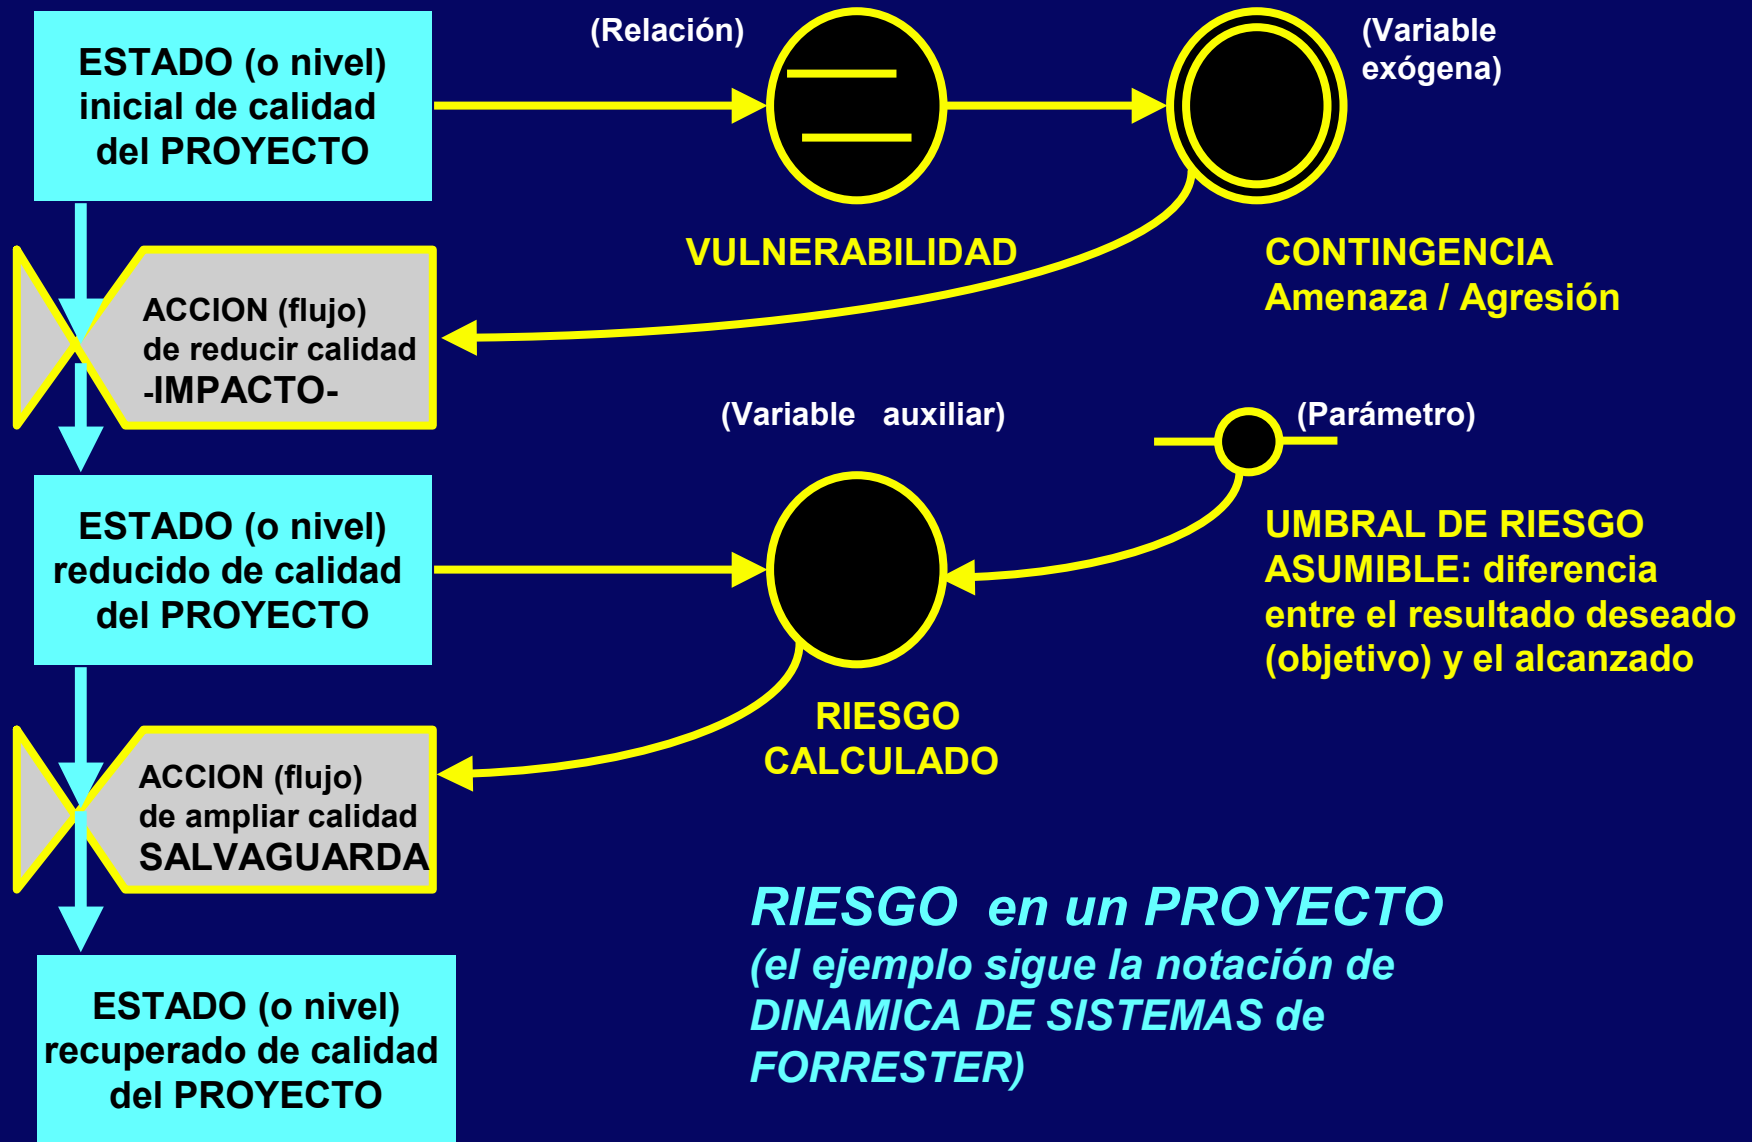 ESTADO (o nivel)
inicial de calidad
del PROYECTO
(Relación)
(Variable
exógena)
VULNERABILIDAD
CONTINGENCIA
Amenaza / Agresión
ACCION (flujo)
de reducir calidad
-IMPACTO-
(Variable auxiliar)
(Parámetro)
ESTADO (o nivel)
reducido de calidad
del PROYECTO
UMBRAL DE RIESGO
ASUMIBLE: diferencia
entre el resultado deseado
(objetivo) y el alcanzado
RIESGO
CALCULADO
ACCION (flujo)
de ampliar calidad
SALVAGUARDA
RIESGO en un PROYECTO
(el ejemplo sigue la notación de
DINAMICA DE SISTEMAS de
FORRESTER)
ESTADO (o nivel)
recuperado de calidad
del PROYECTO